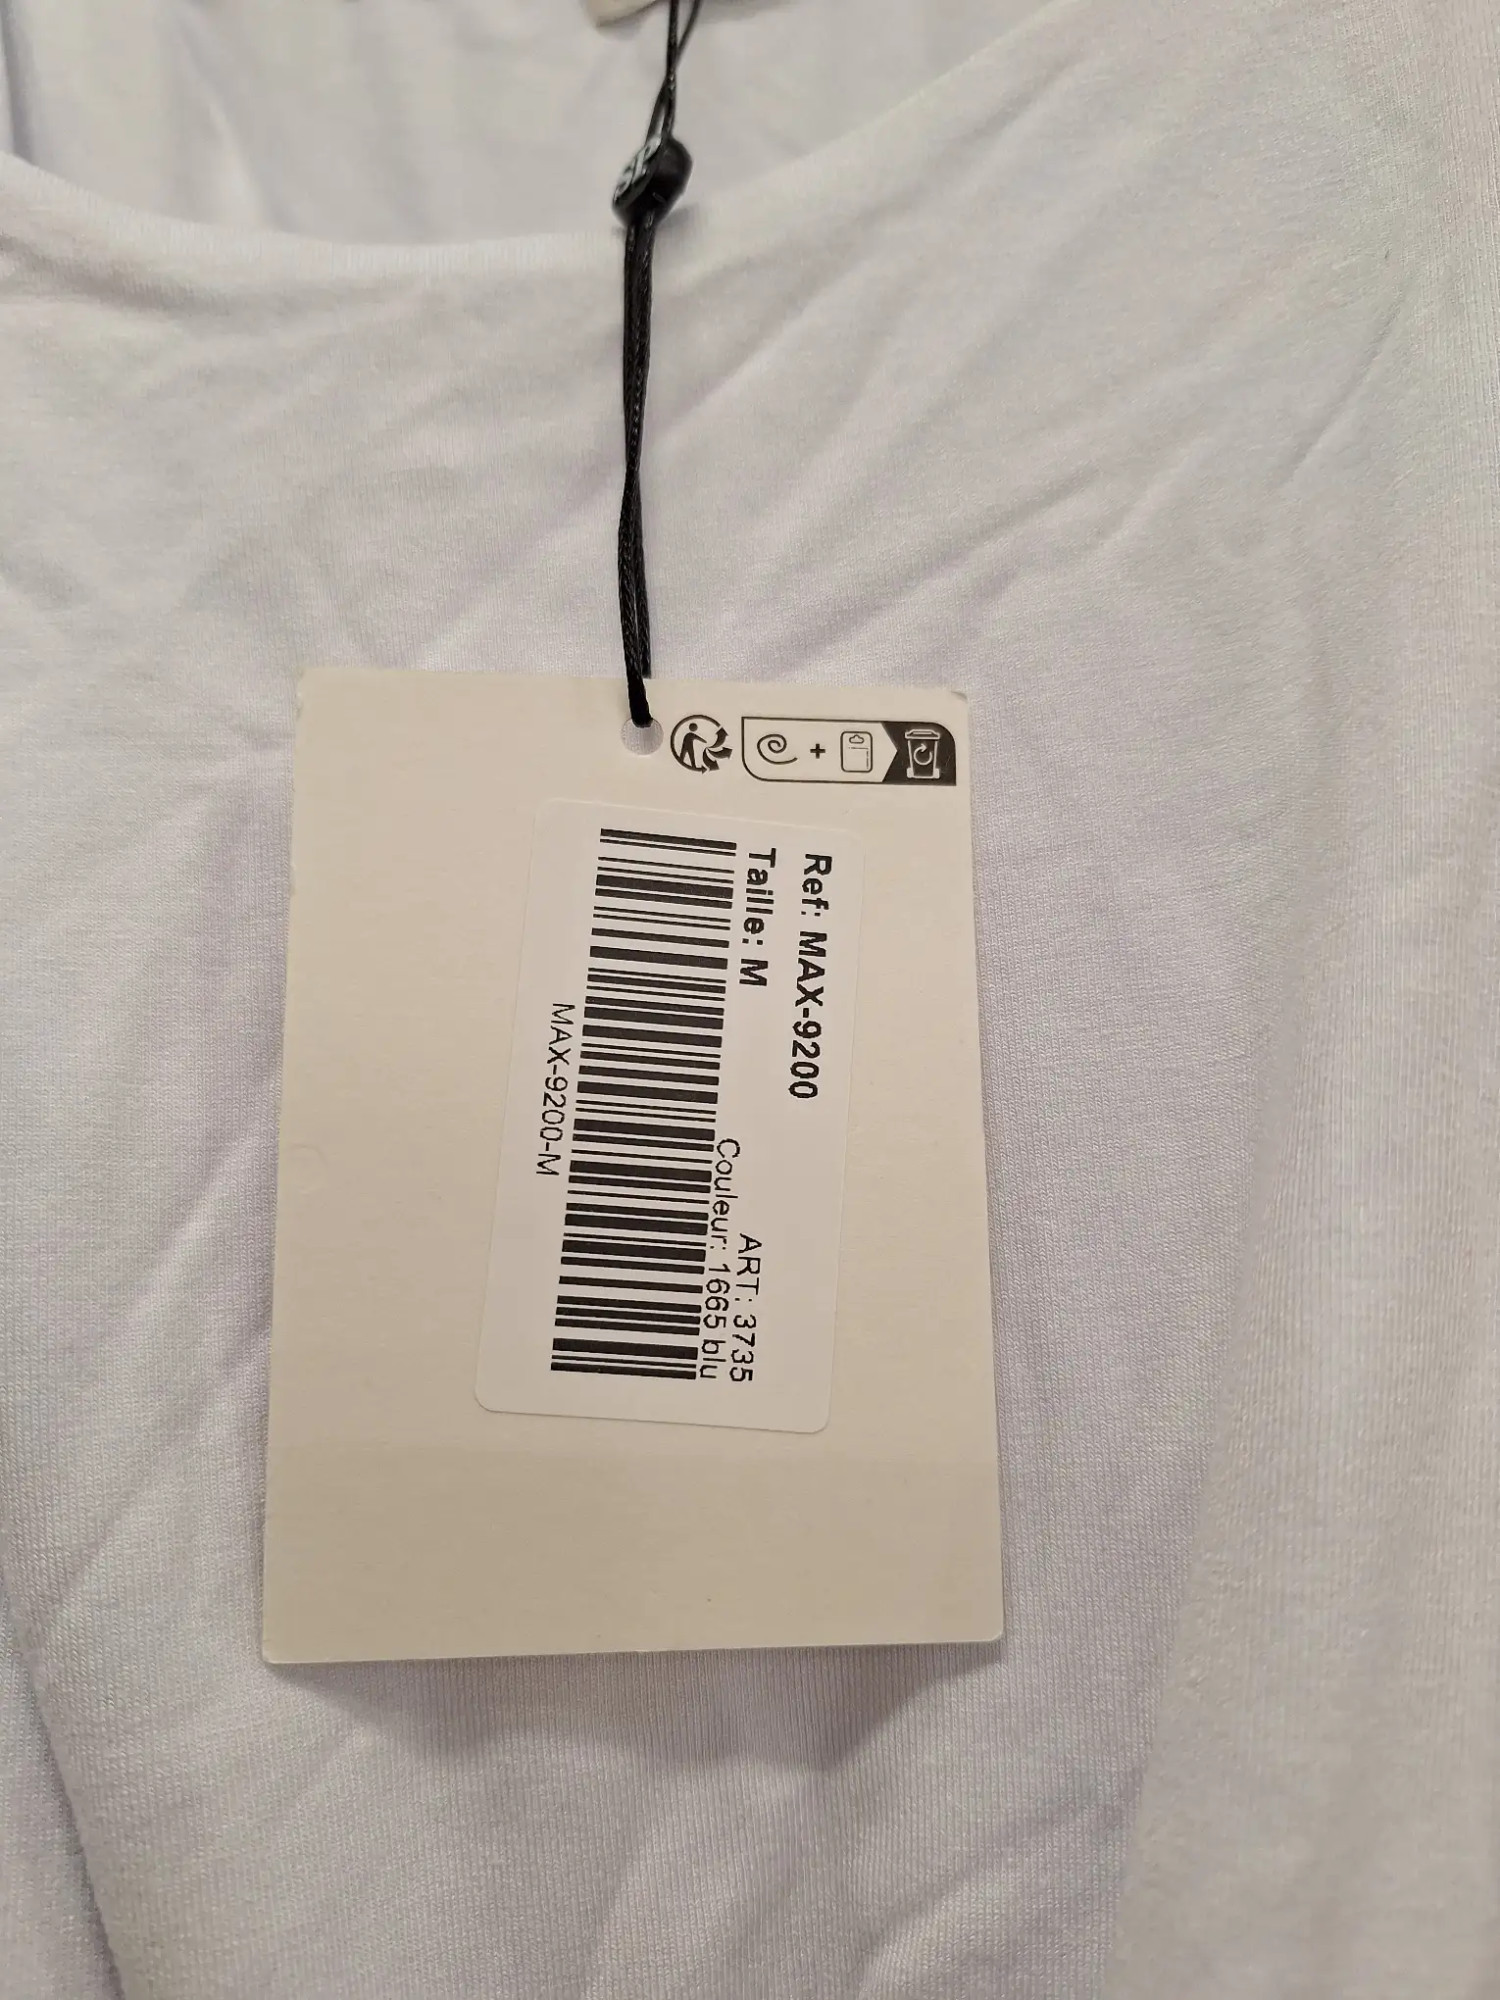 Ref: MAX-9200
Taille: M
ART: 3735
Couleur: 1665 blu
MAX-9200-M